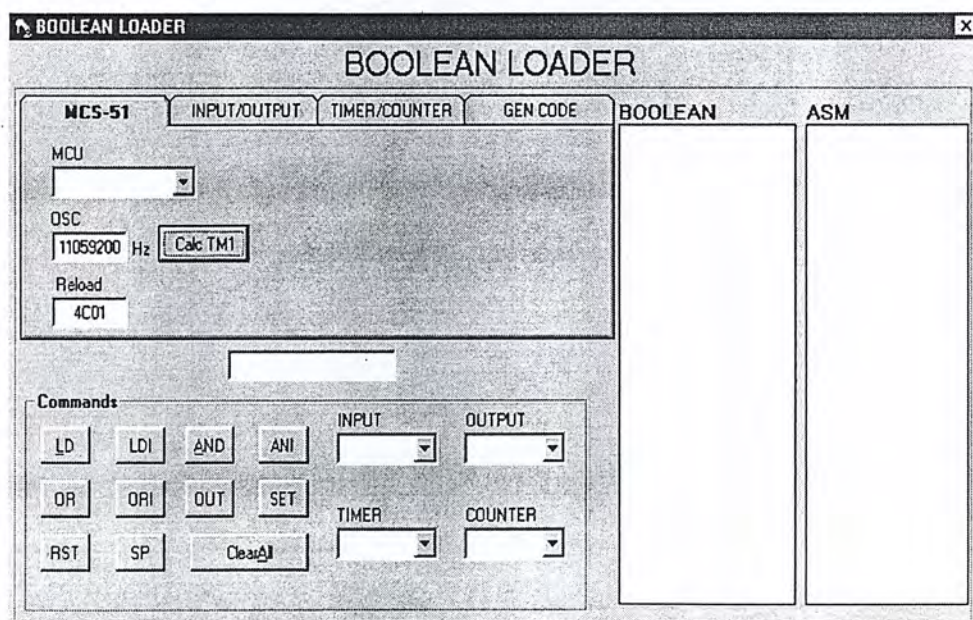 BOOLEAN LOADER
BOOLEAN LOADER
MCS-51 INPUT/OUTPUT TIMER/COUNTER GEN CODE BOOLEAN ASM
MCU
OSC
11059200 Hz Calc TM1
Reload
4C01
Commands
INPUT OUTPUT
LD LDI AND ANI
OR ORI OUT SET
TIMER COUNTER
RST SP ClearAll